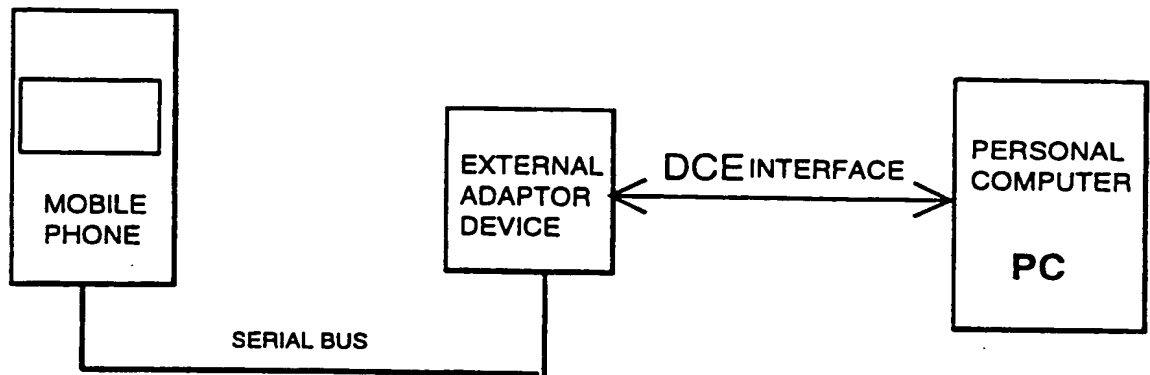 MOBILE
PHONE
SERIAL BUS
EXTERNAL
ADAPTOR
DEVICE
DCE INTERFACE
PERSONAL
COMPUTER
PC